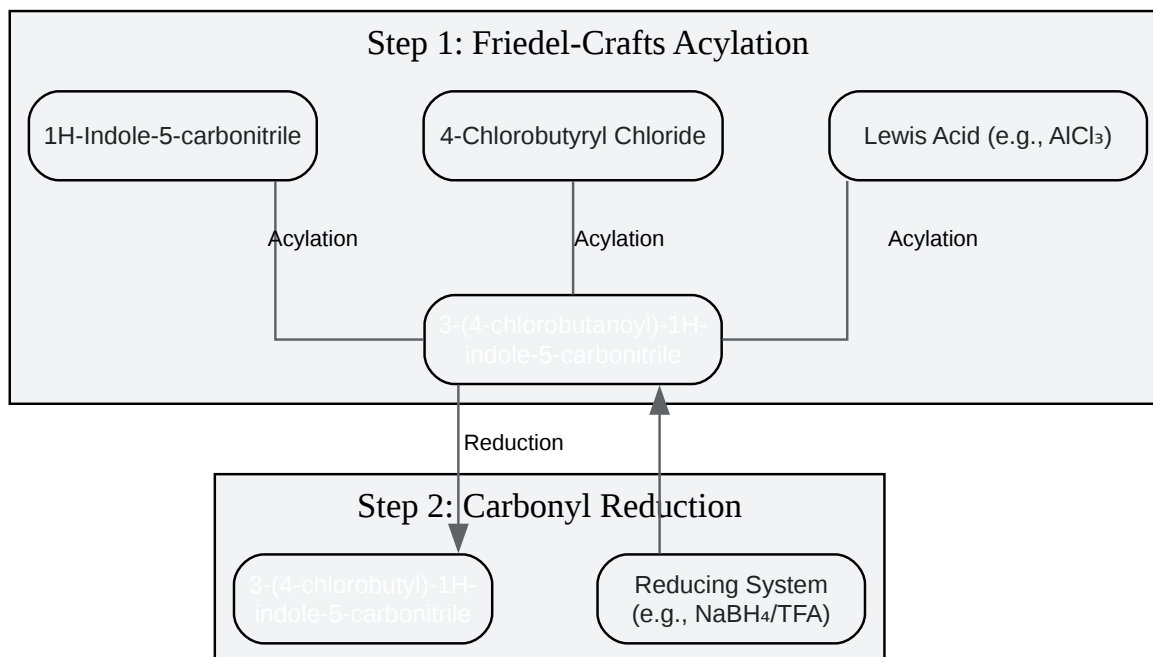 Step 1: Friedel-Crafts Acylation
1H-Indole-5-carbonitrile
4-Chlorobutyryl Chloride
Lewis Acid (e.g., AlCl₃)
Acylation
Acylation
Acylation
3-(4-chlorobutanoyl)-1H-
indole-5-carbonitrile
Reduction
Step 2: Carbonyl Reduction
3-(4-chlorobutyl)-1H-
indole-5-carbonitrile
Reducing System
(e.g., NaBH₄/TFA)